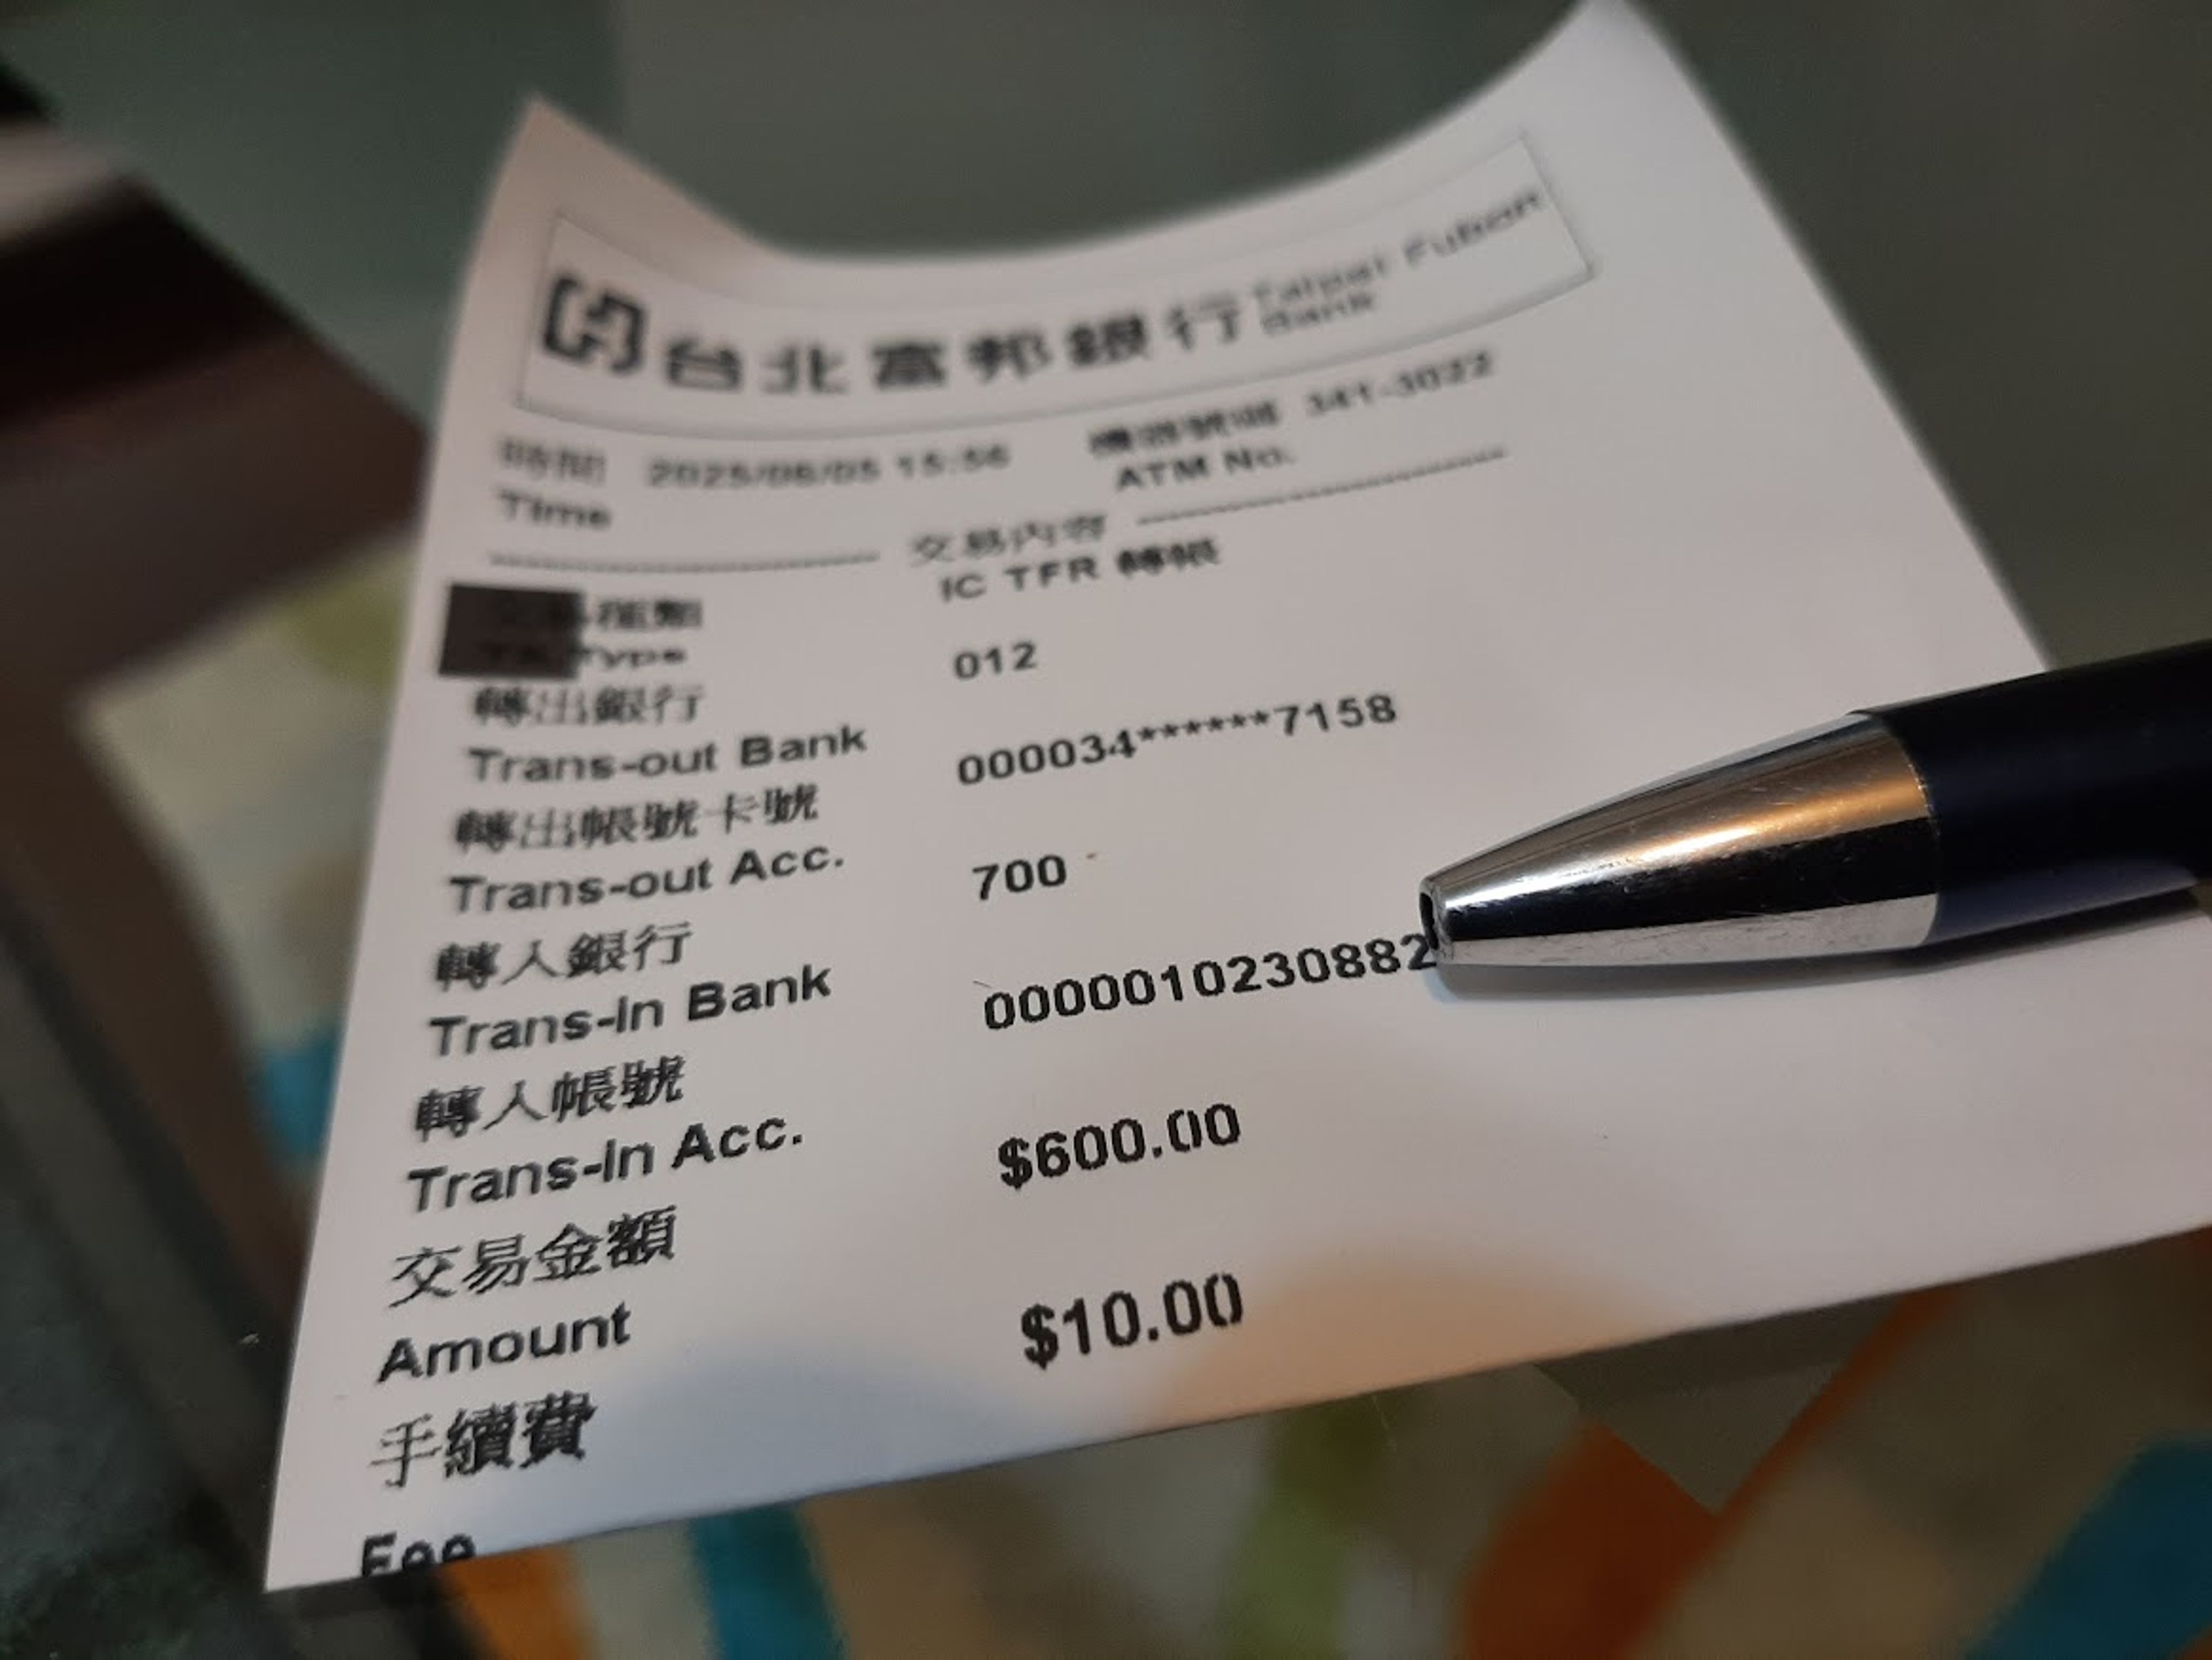 台北富邦銀行 Taipei Fubon Bank
時間 2025/06/05 15:56 機器號碼 341-3022
Time ATM No.
交易內容
種類 IC TFR 轉帳
Type
轉出銀行 012
Trans-out Bank
轉出帳號卡號 000034******7158
Trans-out Acc.
轉入銀行 700
Trans-In Bank
轉入帳號 0000010230882
Trans-In Acc.
交易金額 $600.00
Amount
手續費 $10.00
Fee